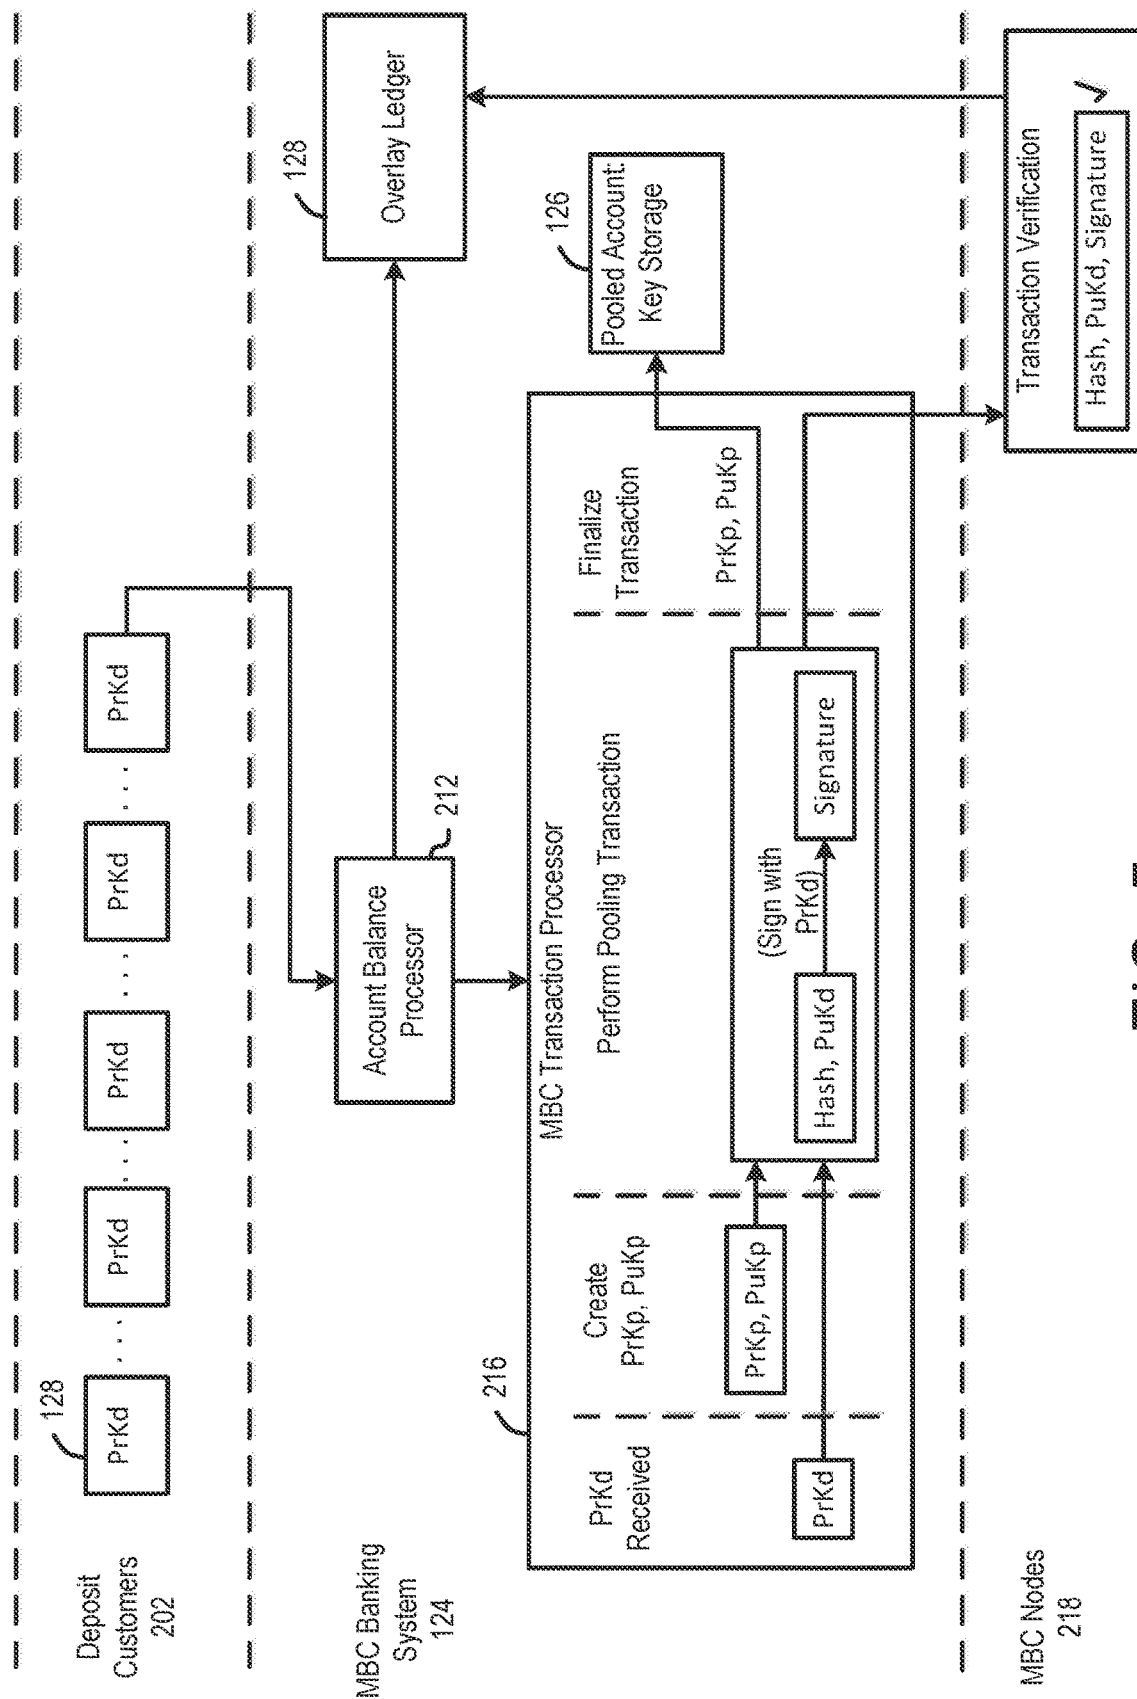 Deposit
Customers
202
128
PrKd
. . . .
PrKd
. . .
PrKd
. . .
PrKd
. . .
PrKd
MBC Banking
System
124
Account Balance
Processor
212
128
Overlay Ledger
126
Pooled Account:
Key Storage
216
MBC Transaction Processor
PrKd
Received
Create
PrKp, PuKp
Perform Pooling Transaction
Finalize
Transaction
PrKd
PrKp, PuKp
(Sign with
PrKd)
Hash, PuKd
Signature
PrKp, PuKp
MBC Nodes
218
Transaction Verification
Hash, PuKd, Signature